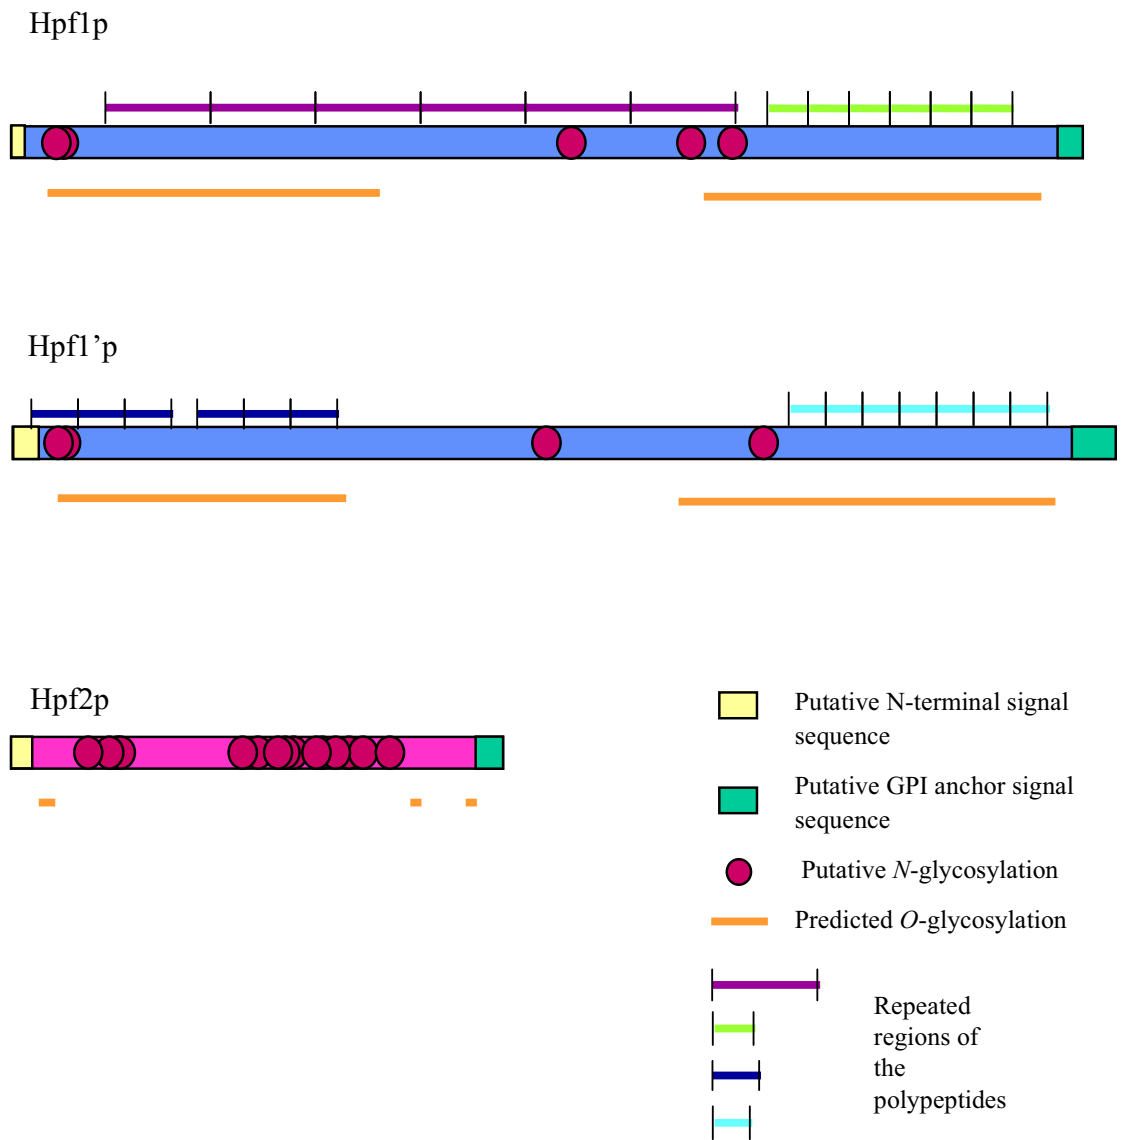 Hpf1p
Hpf1’p
Hpf2p
Putative N-terminal signal
sequence
Putative GPI anchor signal
sequence
Putative N-glycosylation
Predicted O-glycosylation
Repeated
regions of
the
polypeptides